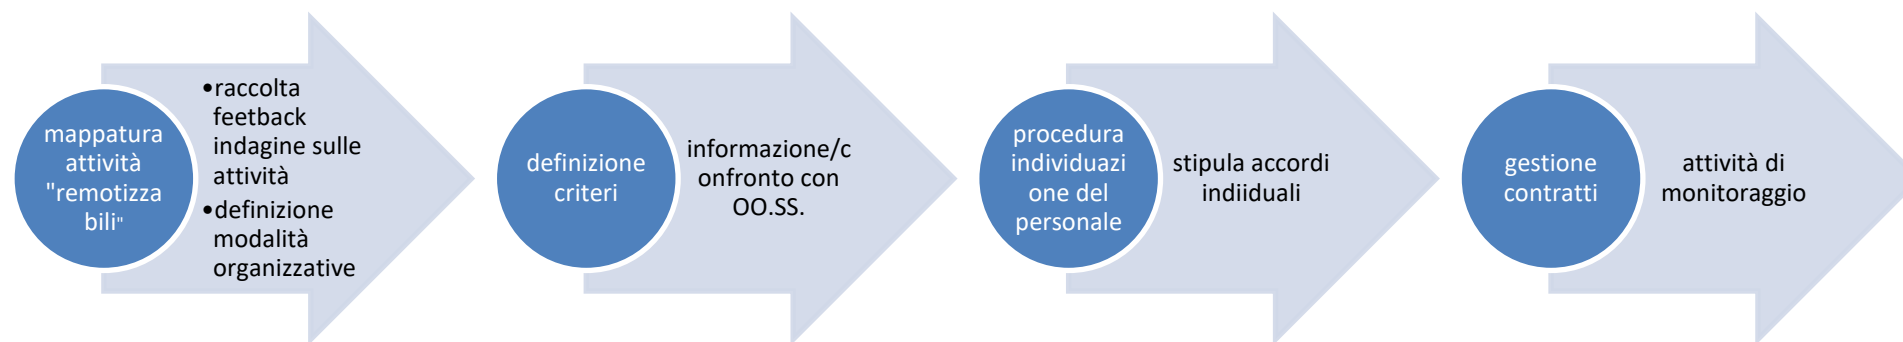 mappatura
attività
"remotizza
bili"
•raccolta
feetback
indagine sulle
attività
•definizione
modalità
organizzative
definizione
criteri
informazione/c
onfronto con
OO.SS.
procedura
individuazi
one del
personale
stipula accordi
indiiduali
gestione
contratti
attività di
monitoraggio